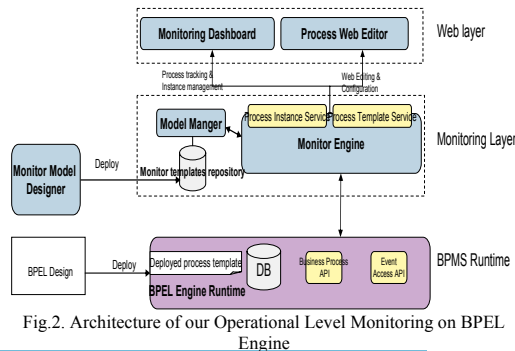 Monitoring Dashboard
Process Web Editor
Web layer
Process tracking &
Instance management
Web Editing &
Configuration
Process Instance Service
Process Template Service
Model Manger
Monitor Engine
Monitoring Layer
Monitor Model
Designer
Deploy
Monitor templates repository
BPEL Design
Deploy
Deployed process template
DB
Business Process
API
Event
Access API
BPMS Runtime
BPEL Engine Runtime
Fig.2. Architecture of our Operational Level Monitoring on BPEL
Engine